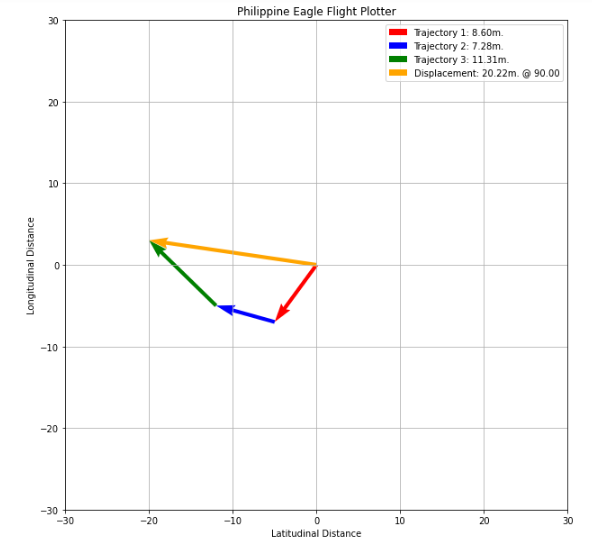 Philippine Eagle Flight Plotter
Trajectory 1: 8.60m.
Trajectory 2: 7.28m.
Trajectory 3: 11.31m.
Displacement: 20.22m. @ 90.00
30
20
10
0
−10
−20
−30
Longitudinal Distance
−30 −20 −10 0 10 20 30
Latitudinal Distance